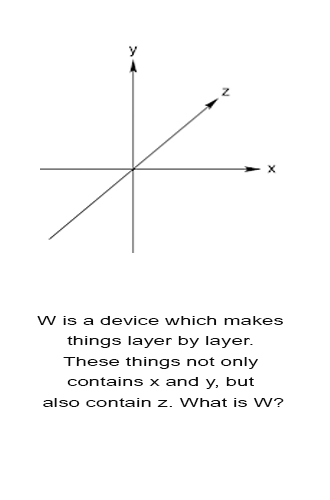 y
z
x
W is a device which makes
things layer by layer.
These things not only
contains x and y, but
also contain z. What is W?